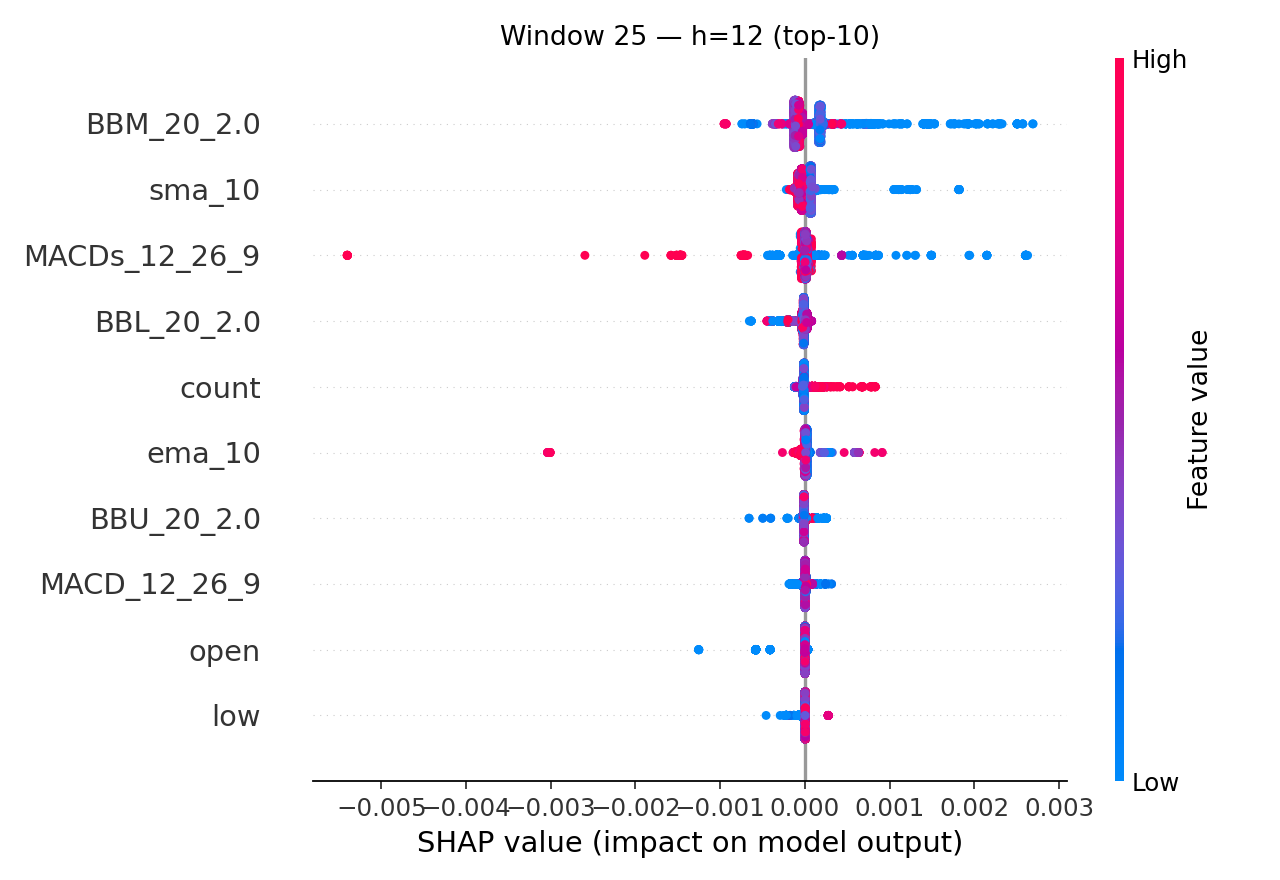 Window 25 — h=12 (top-10)
High
BBM_20_2.0
sma_10
MACDs_12_26_9
BBL_20_2.0
count
ema_10
BBU_20_2.0
MACD_12_26_9
open
low
Feature value
Low
−0.005 −0.004 −0.003 −0.002 −0.001 0.000 0.001 0.002 0.003
SHAP value (impact on model output)